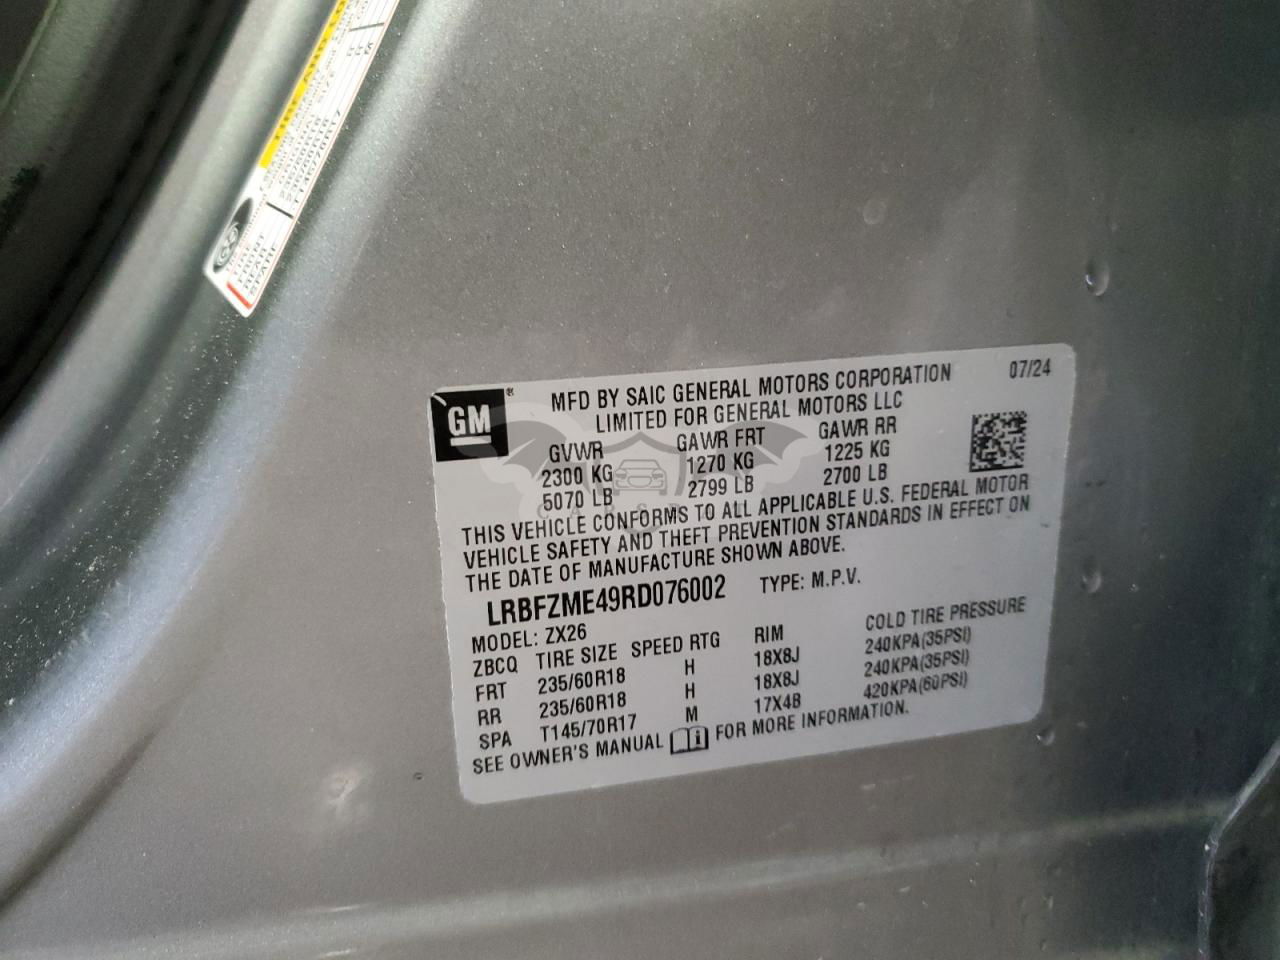 GM
MFD BY SAIC GENERAL MOTORS CORPORATION 07/24
LIMITED FOR GENERAL MOTORS LLC
GVWR GAWR FRT GAWR RR
2300 KG 1270 KG 1225 KG
5070 LB 2799 LB 2700 LB
THIS VEHICLE CONFORMS TO ALL APPLICABLE U.S. FEDERAL MOTOR
VEHICLE SAFETY AND THEFT PREVENTION STANDARDS IN EFFECT ON
THE DATE OF MANUFACTURE SHOWN ABOVE.
LRBFZME49RD076002 TYPE: M.P.V.
MODEL: ZX26
ZBCQ TIRE SIZE SPEED RTG RIM COLD TIRE PRESSURE
FRT 235/60R18 H 18X8J 240KPA(35PSI)
RR 235/60R18 H 18X8J 240KPA(35PSI)
SPA T145/70R17 M 17X4B 420KPA(60PSI)
SEE OWNER'S MANUAL FOR MORE INFORMATION.